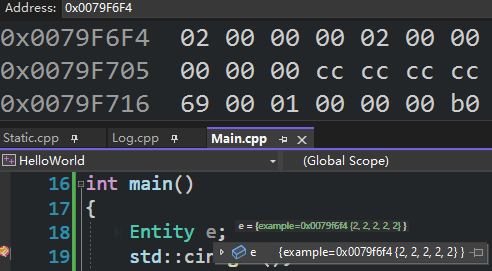 Address: 0x0079F6F4
0x0079F6F4 02 00 00 00 02 00 00
0x0079F705 00 00 00 cc cc cc cc
0x0079F716 69 00 01 00 00 00 b0
Static.cpp Log.cpp Main.cpp
HelloWorld (Global Scope)
16 int main()
17 {
18 Entity e; e = {example=0x0079f6f4 {2, 2, 2, 2, 2} }
e {example=0x0079f6f4 {2, 2, 2, 2, 2} }
19 std::cin